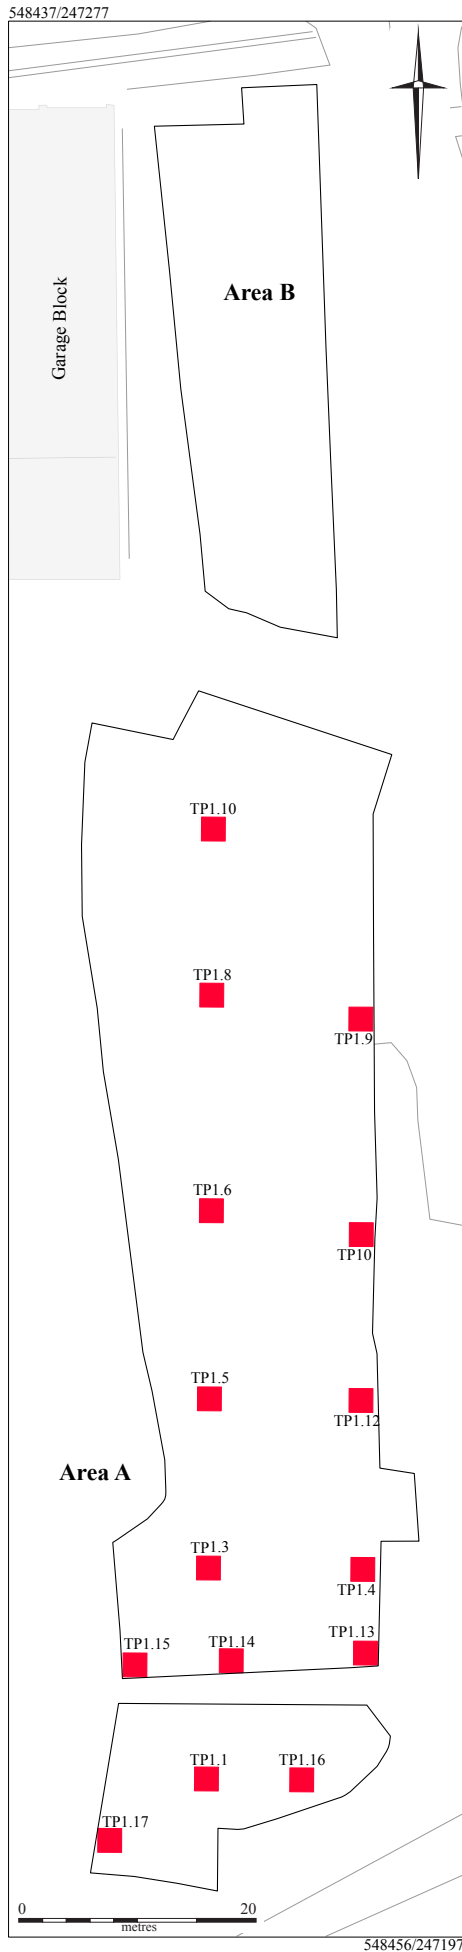 548437/247277
Garage Block
Area B
TP1.10
TP1.8
TP1.9
TP1.6
TP10
TP1.5
TP1.12
Area A
TP1.3
TP1.4
TP1.13
TP1.15
TP1.14
TP1.1
TP1.16
TP1.17
0 20
metres
548456/247197